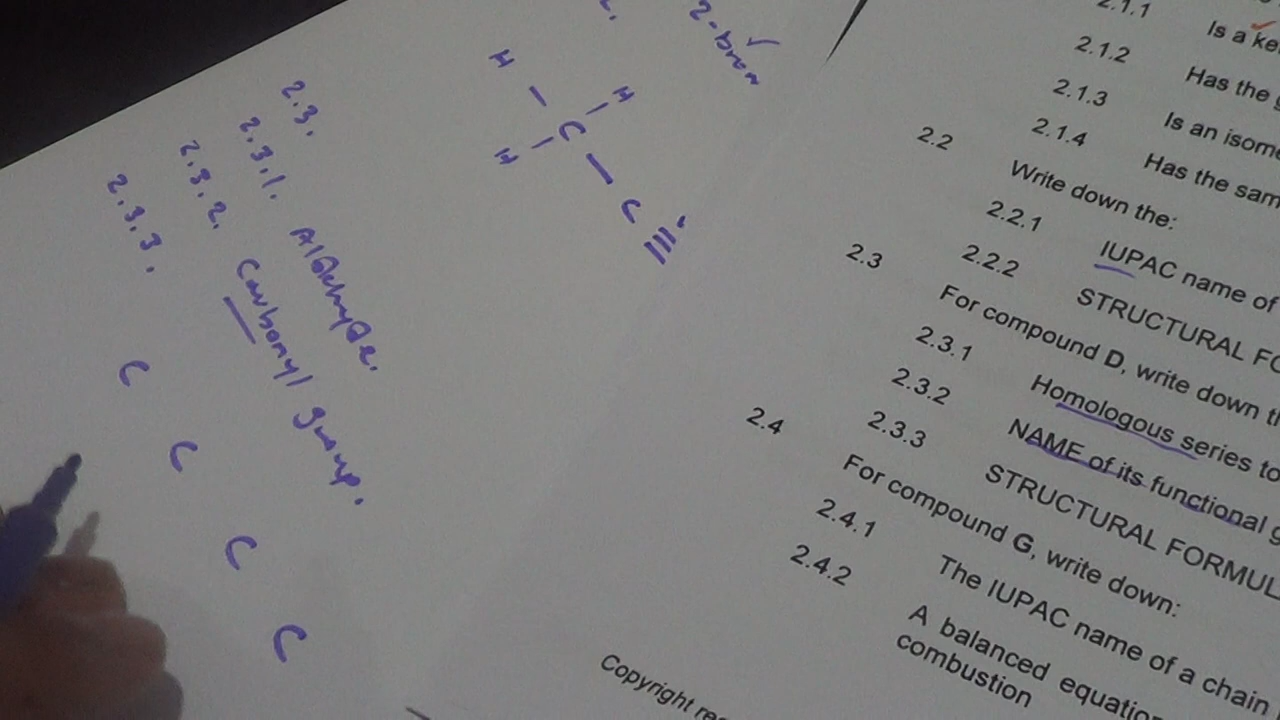 2.
2-brom
H
H
C
H
C
2.3.
2.3.1. Aldehyde.
2.3.2. Carbonyl group.
2.3.3.
C
C
C
C
2.1.1 Is a ke
2.1.2 Has the
2.1.3 Is an isome
2.1.4 Has the sam
2.2 Write down the:
2.2.1 IUPAC name of
2.2.2 STRUCTURAL FO
2.3 For compound D, write down th
2.3.1 Homologous series to
2.3.2 NAME of its functional g
2.3.3 STRUCTURAL FORMUL
2.4 For compound G, write down:
2.4.1 The IUPAC name of a chain
2.4.2 A balanced equation
combustion
Copyright res